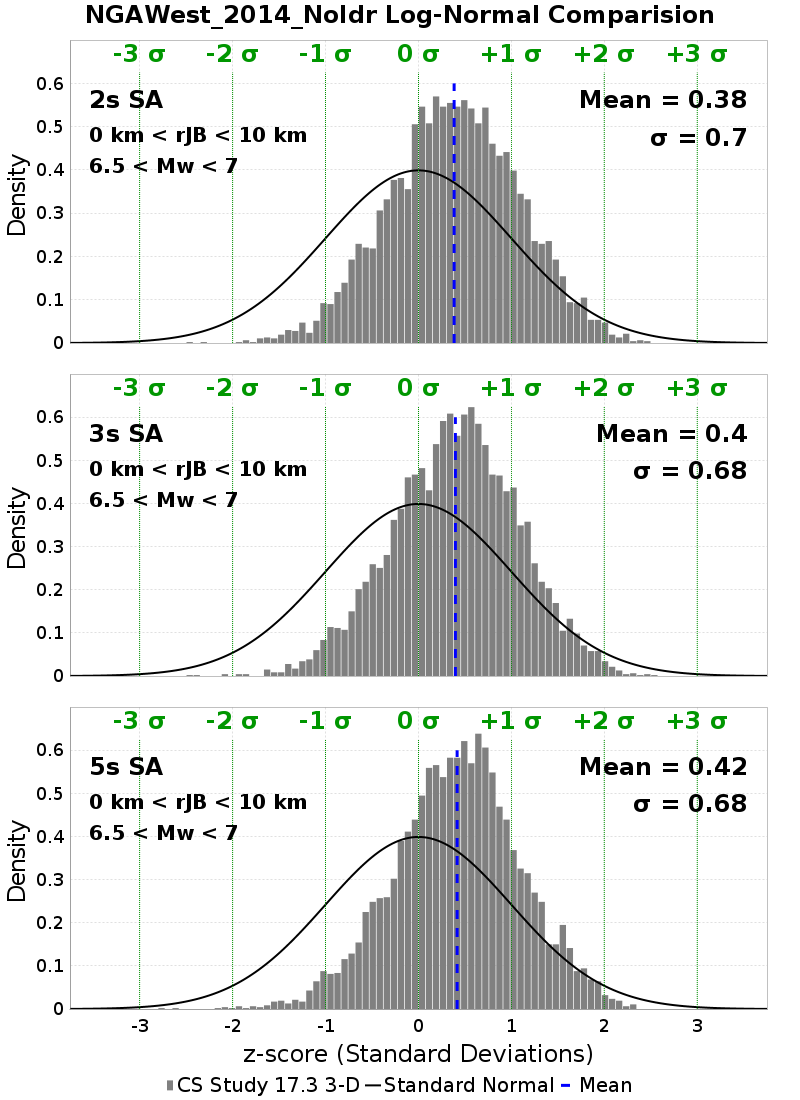 NGAWest_2014_NoIdr Log-Normal Comparision
-3 σ -2 σ -1 σ 0 σ +1 σ +2 σ +3 σ
0.6
2s SA Mean = 0.38
0.5
0 km < rJB < 10 km σ = 0.7
6.5 < Mw < 7
0.4
Density
0.3
0.2
0.1
0
-3 σ -2 σ -1 σ 0 σ +1 σ +2 σ +3 σ
0.6
3s SA Mean = 0.4
0.5
0 km < rJB < 10 km σ = 0.68
6.5 < Mw < 7
0.4
Density
0.3
0.2
0.1
0
-3 σ -2 σ -1 σ 0 σ +1 σ +2 σ +3 σ
0.6
5s SA Mean = 0.42
0.5
0 km < rJB < 10 km σ = 0.68
6.5 < Mw < 7
0.4
Density
0.3
0.2
0.1
0
-3 -2 -1 0 1 2 3
z-score (Standard Deviations)
CS Study 17.3 3-D Standard Normal Mean